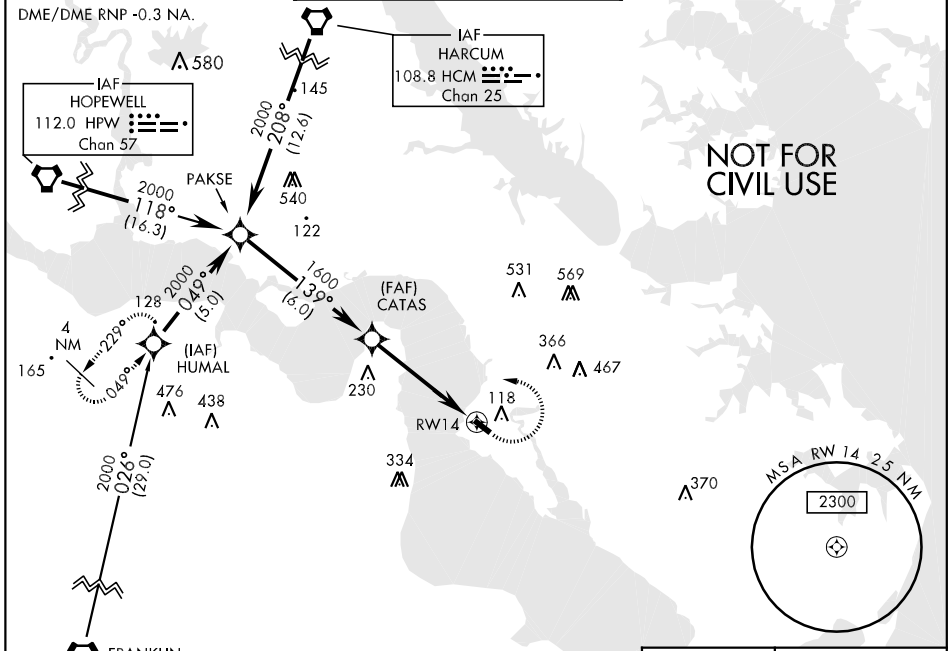 DME/DME RNP -0.3 NA.
580
IAF
HARCUM
108.8 HCM
Chan 25
IAF
HOPEWELL
112.0 HPW
Chan 57
145
2000
208°
(12.6)
NOT FOR
CIVIL USE
PAKSE
540
2000
118°
(16.3)
122
1600
139°
(6.0)
531
569
(FAF)
CATAS
2000
049°
(5.0)
128
229°
4
NM
165
049°
(IAF)
HUMAL
366
467
230
476
438
118
RW14
2000
026°
(29.0)
334
370
MSA RW 14 25 NM
2300
FRANKLIN